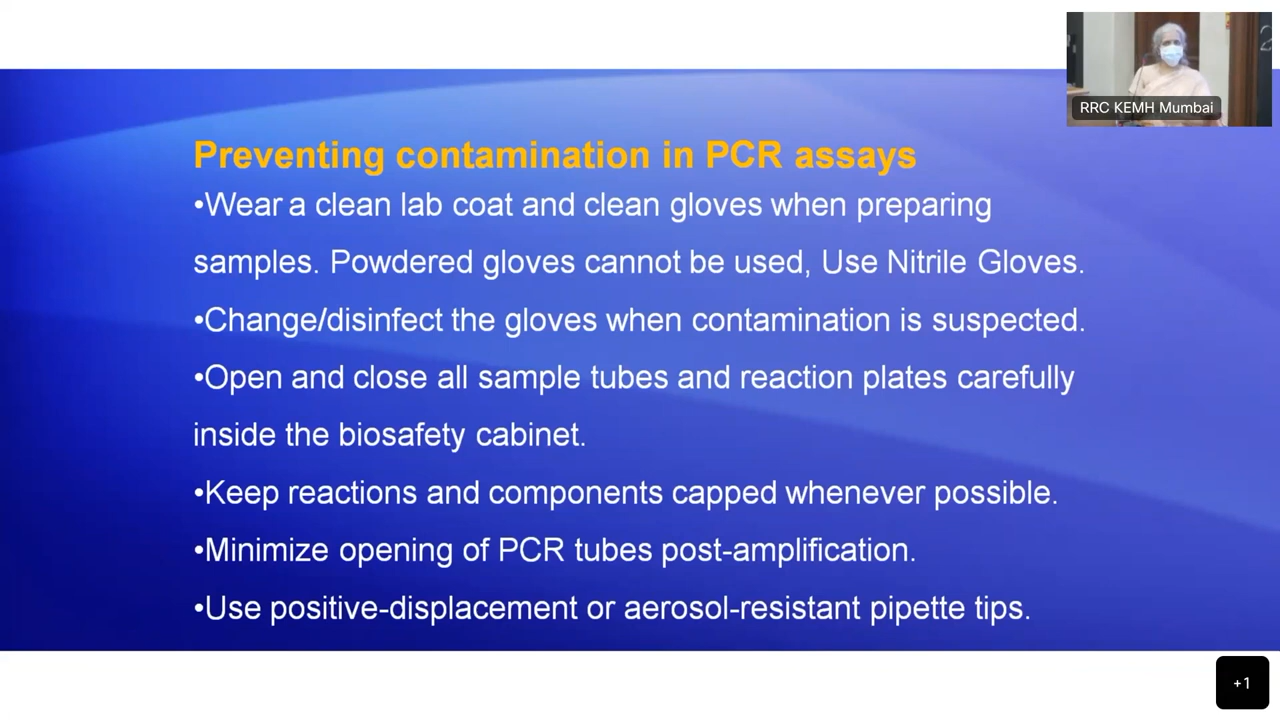 RRC KEMH Mumbai
Preventing contamination in PCR assays
•Wear a clean lab coat and clean gloves when preparing
samples. Powdered gloves cannot be used, Use Nitrile Gloves.
•Change/disinfect the gloves when contamination is suspected.
•Open and close all sample tubes and reaction plates carefully
inside the biosafety cabinet.
•Keep reactions and components capped whenever possible.
•Minimize opening of PCR tubes post-amplification.
•Use positive-displacement or aerosol-resistant pipette tips.
+1